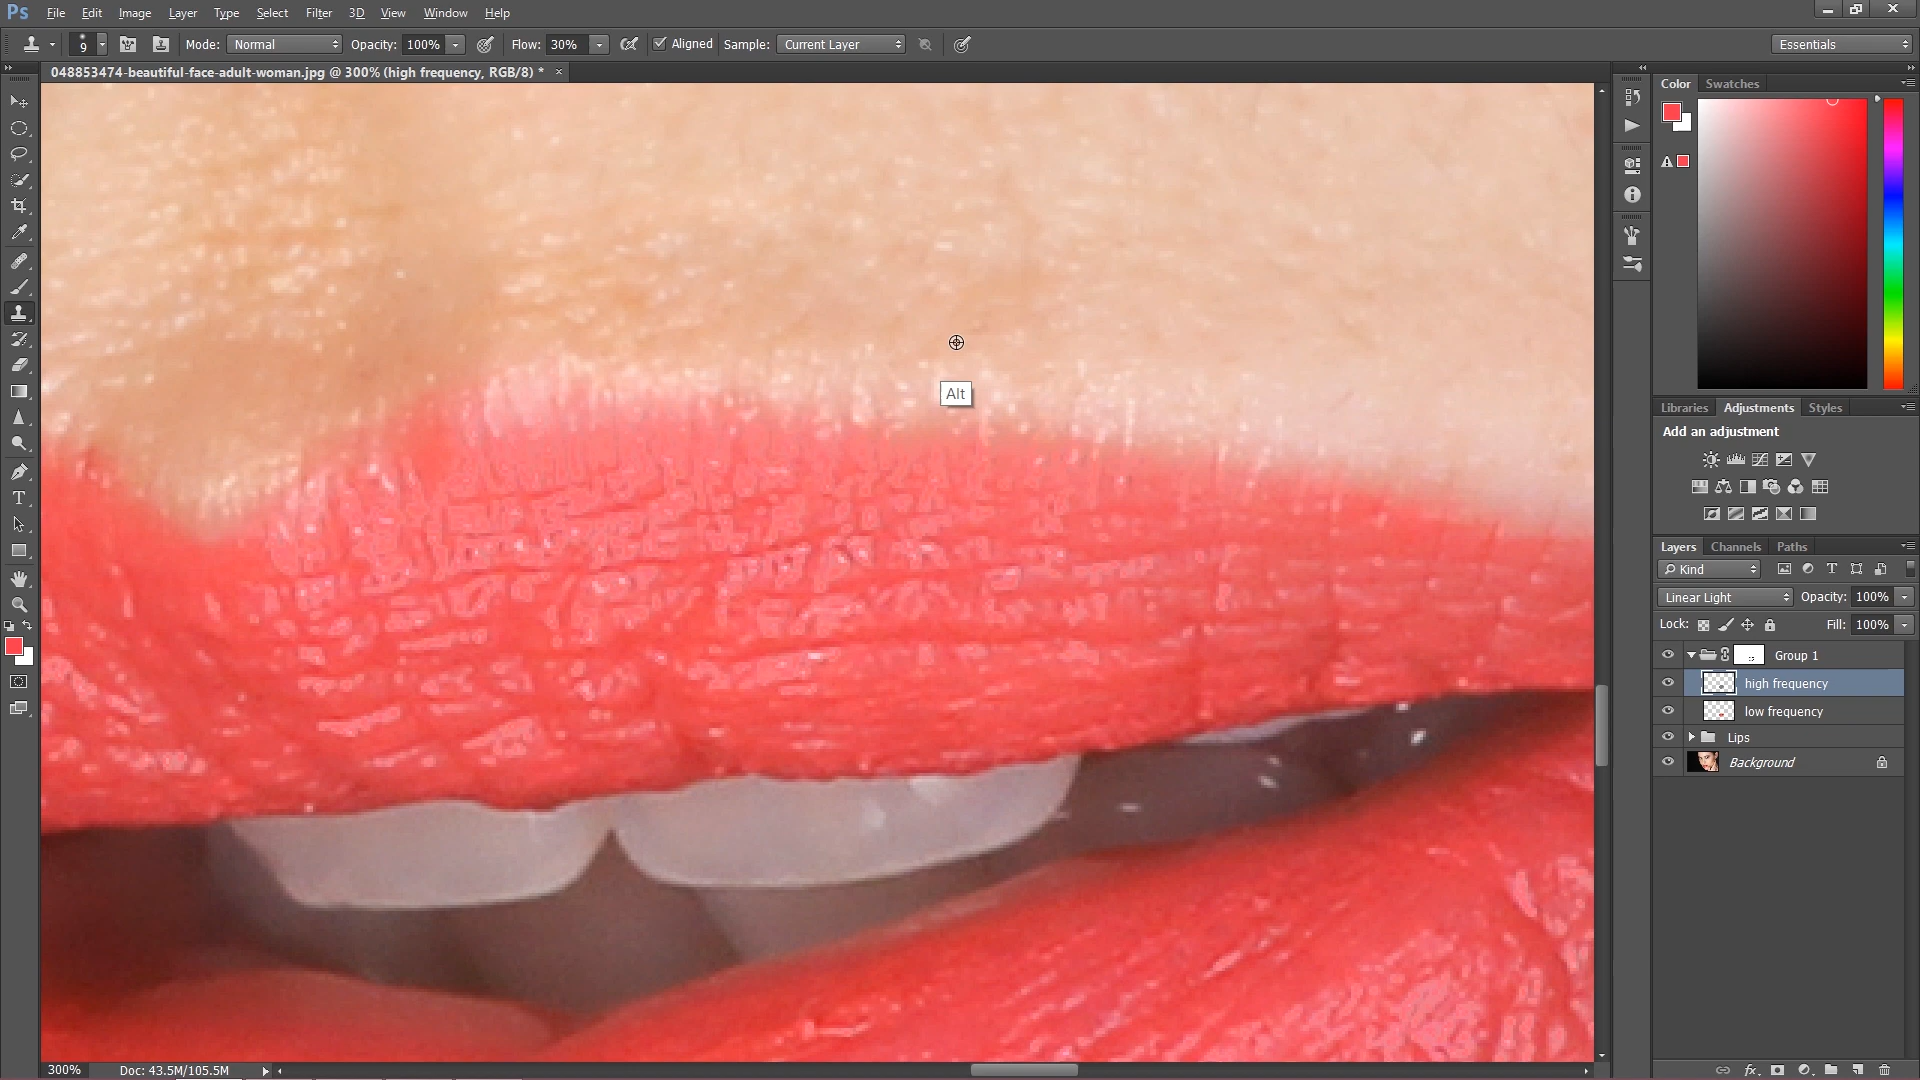 Ps File Edit Image Layer Type Select Filter 3D View Window Help
9 Mode: Normal Opacity: 100% Flow: 30% Aligned Sample: Current Layer Essentials
048853474-beautiful-face-adult-woman.jpg @ 300% (high frequency, RGB/8) * ×
Color Swatches
Alt
Libraries Adjustments Styles
Add an adjustment
Layers Channels Paths
Kind
Linear Light Opacity: 100%
Lock: Fill: 100%
Group 1
high frequency
low frequency
Lips
Background
300% Doc: 43.5M/105.5M